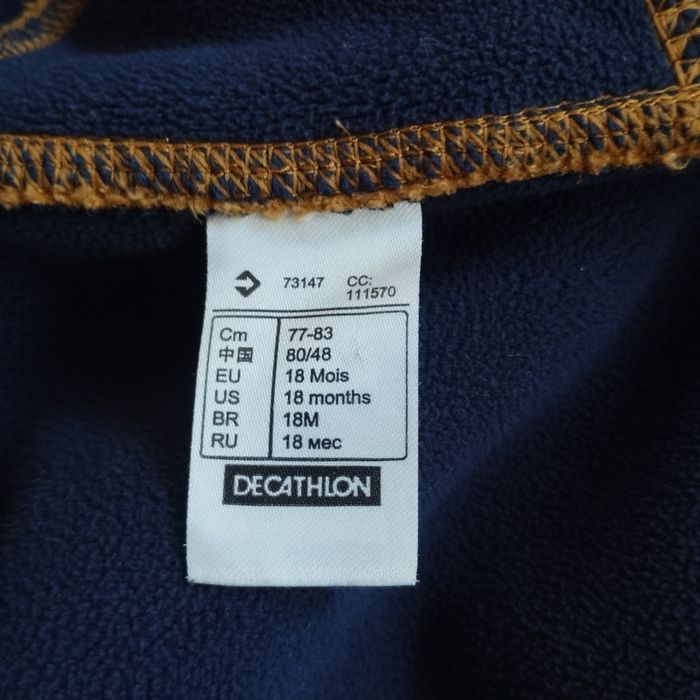 73147 CC:
111570
Cm 77-83
中国 80/48
EU 18 Mois
US 18 months
BR 18M
RU 18 мес
DECATHLON